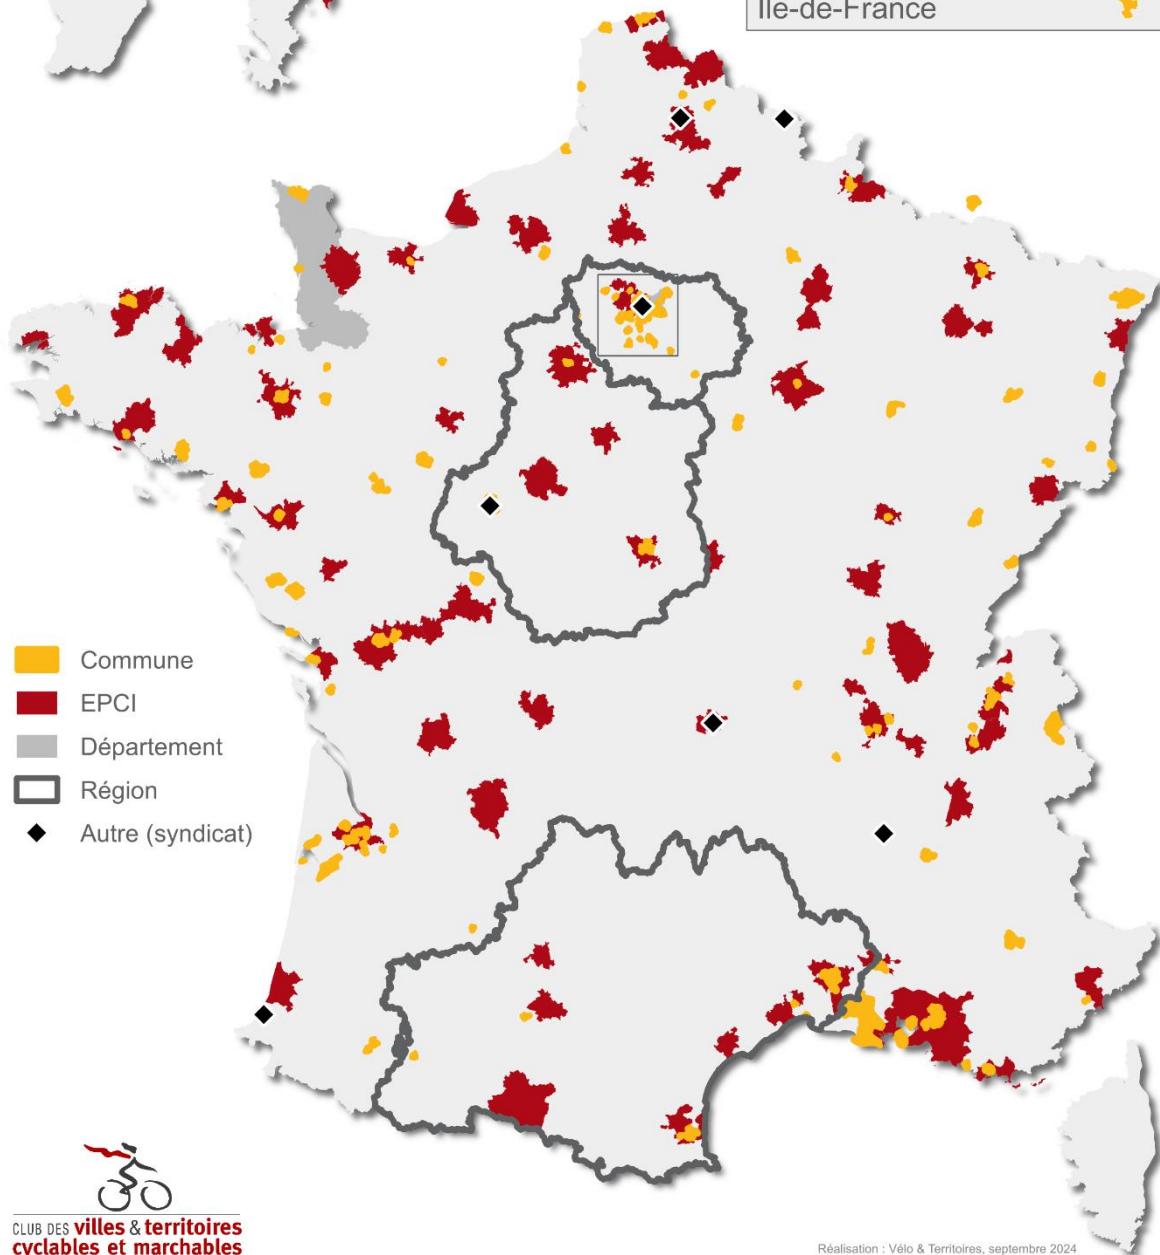 Ile-de-France
Commune
EPCI
Département
Région
Autre (syndicat)
CLUB DES villes & territoires
cyclables et marchables
Réalisation : Vélo & Territoires, septembre 2024